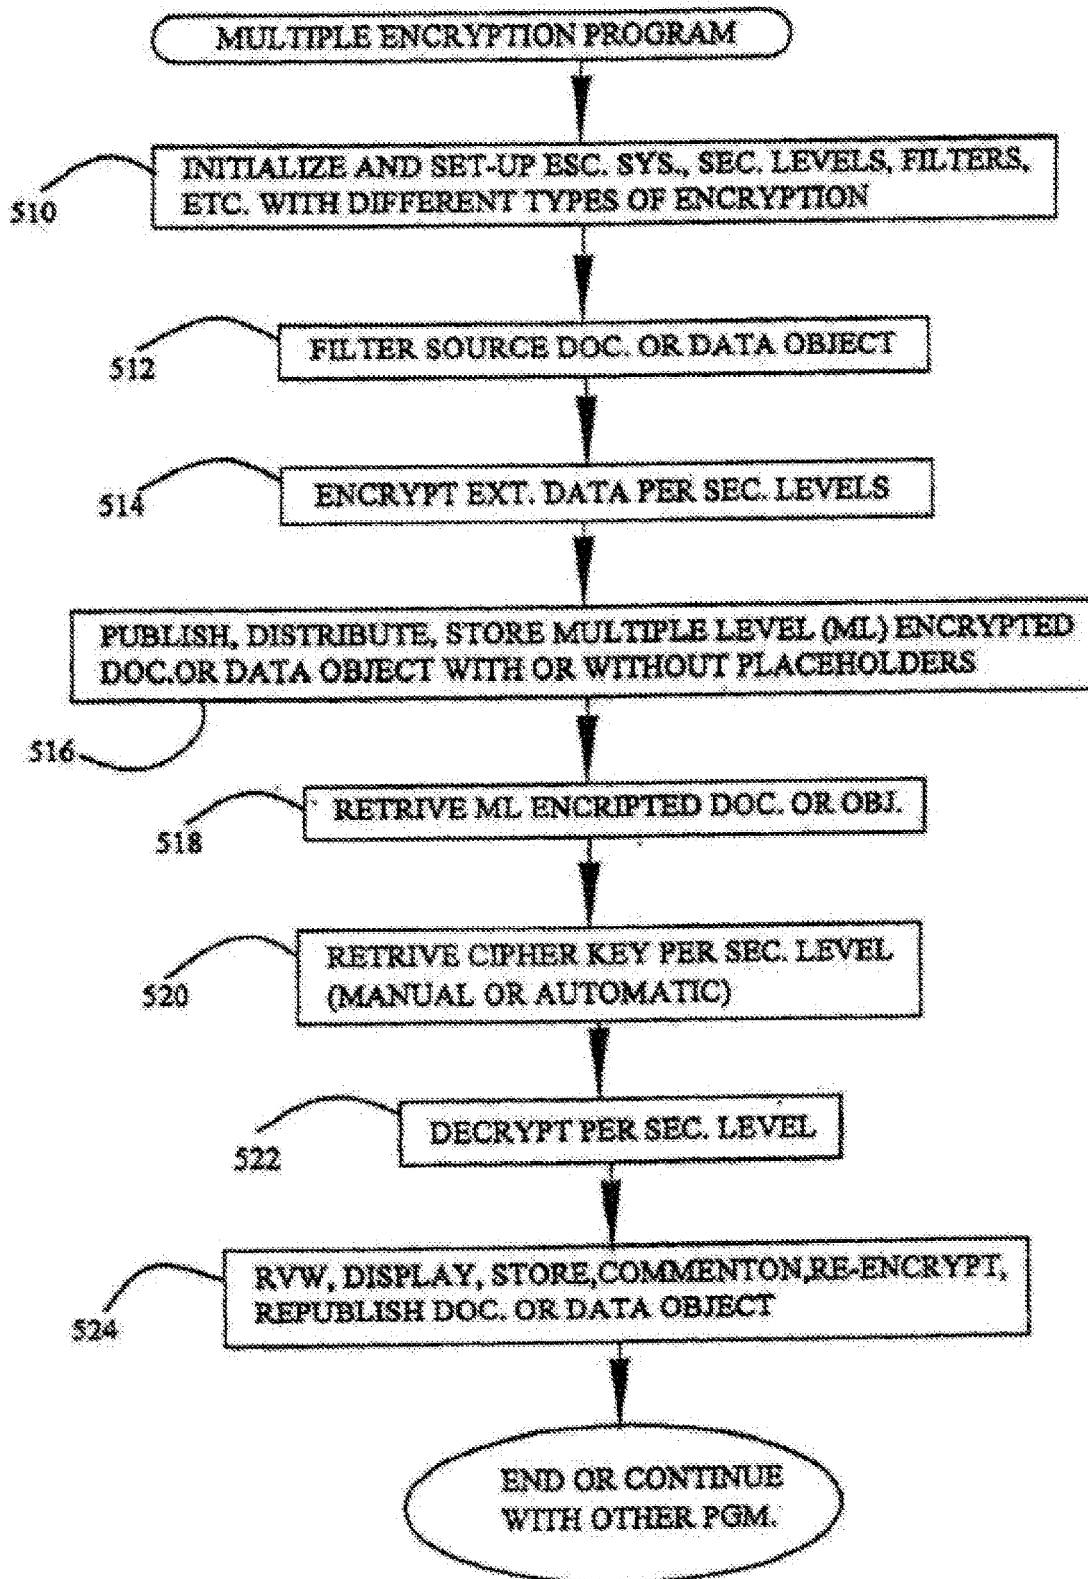 MULTIPLE ENCRYPTION PROGRAM
INITIALIZE AND SET-UP ESC. SYS., SEC. LEVELS, FILTERS,
ETC. WITH DIFFERENT TYPES OF ENCRYPTION
510
FILTER SOURCE DOC. OR DATA OBJECT
512
ENCRYPT EXT. DATA PER SEC. LEVELS
514
PUBLISH, DISTRIBUTE, STORE MULTIPLE LEVEL (ML) ENCRYPTED
DOC.OR DATA OBJECT WITH OR WITHOUT PLACEHOLDERS
516
RETRIVE ML ENCRIPTED DOC. OR OBJ.
518
RETRIVE CIPHER KEY PER SEC. LEVEL
(MANUAL OR AUTOMATIC)
520
DECRYPT PER SEC. LEVEL
522
RVW, DISPLAY, STORE,COMMENTON,RE-ENCRYPT,
REPUBLISH DOC. OR DATA OBJECT
524
END OR CONTINUE
WITH OTHER PGM.